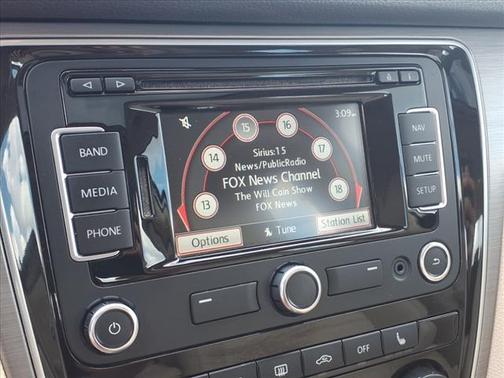 3:09
15
16
14
17
13
18
Sirius:15
News/PublicRadio
FOX News Channel
The Will Cain Show
FOX News
Options
Tune
Station List
BAND
MEDIA
PHONE
NAV
MUTE
SETUP
OFF